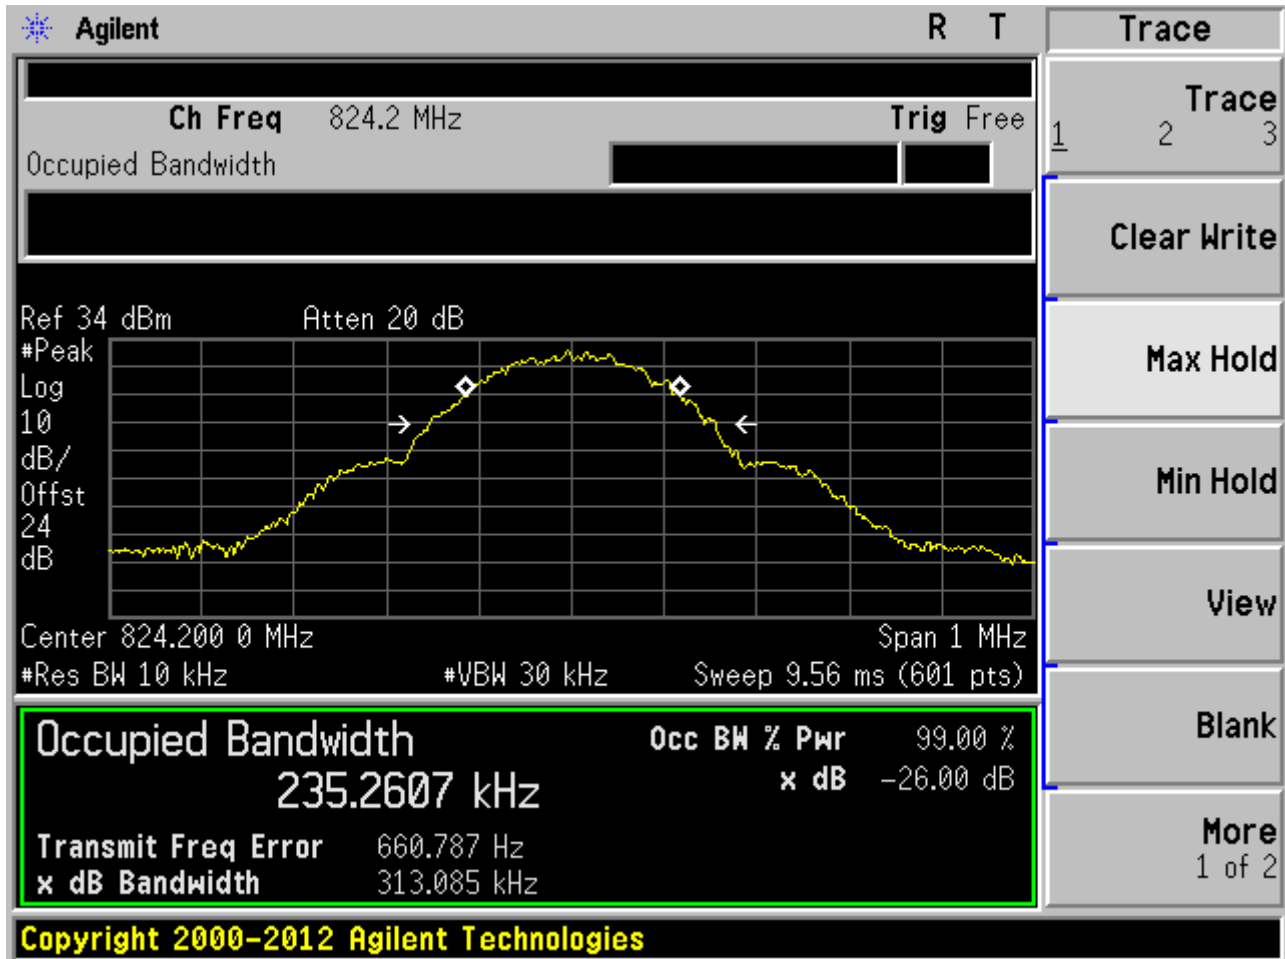 Agilent R T
Trace
Ch Freq 824.2 MHz Trig Free
Occupied Bandwidth
Trace
1 2 3
Clear Write
Max Hold
Min Hold
View
Blank
More
1 of 2
Ref 34 dBm Atten 20 dB
#Peak
Log
10
dB/
Offst
24
dB
Center 824.200 0 MHz Span 1 MHz
#Res BW 10 kHz #VBW 30 kHz Sweep 9.56 ms (601 pts)
Occupied Bandwidth Occ BW % Pwr 99.00 %
235.2607 kHz x dB -26.00 dB
Transmit Freq Error 660.787 Hz
x dB Bandwidth 313.085 kHz
Copyright 2000-2012 Agilent Technologies